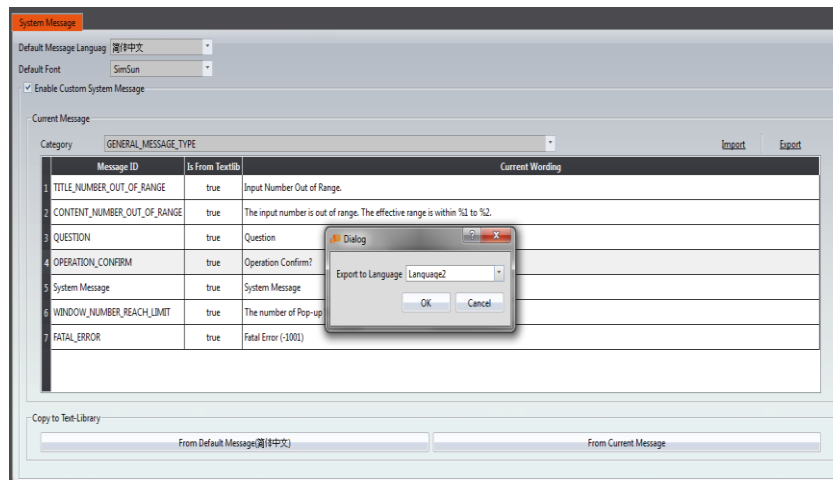 System Message
Default Message Languag 简体中文
Default Font SimSun
Enable Custom System Message
Current Message
Category GENERAL_MESSAGE_TYPE Import Export
Message ID Is From Textlib Current Wording
1 TITLE_NUMBER_OUT_OF_RANGE true Input Number Out of Range.
2 CONTENT_NUMBER_OUT_OF_RANGE true The input number is out of range. The effective range is within %1 to %2.
3 QUESTION true Question
4 OPERATION_CONFIRM true Operation Confirm?
5 System Message true System Message
6 WINDOW_NUMBER_REACH_LIMIT true The number of Pop-up
7 FATAL_ERROR true Fatal Error (-1001)
Dialog
Export to Language Language2
OK Cancel
Copy to Text-Library
From Default Message(简体中文) From Current Message